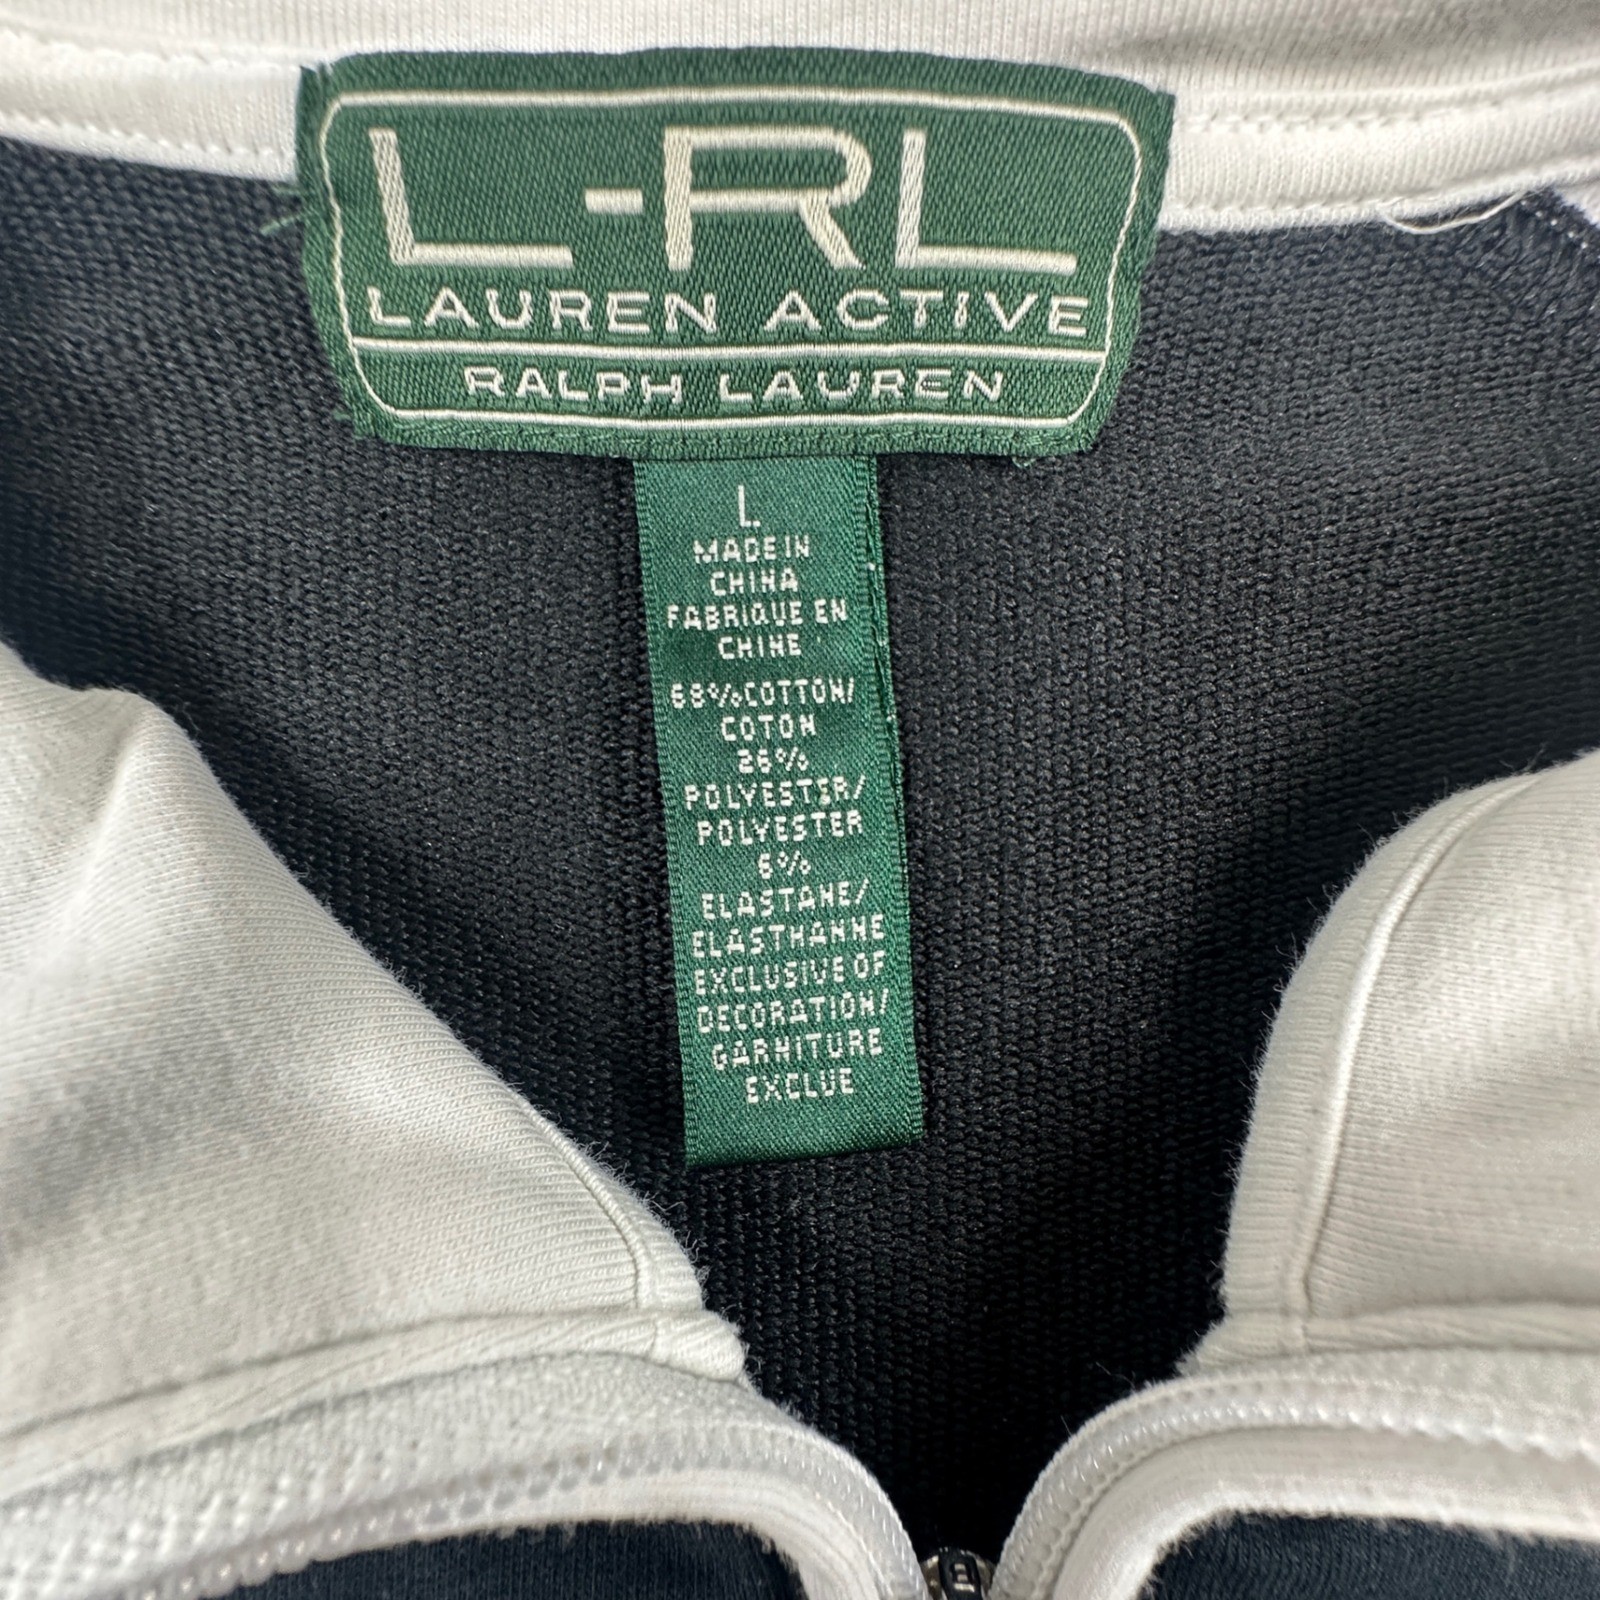 L-RL
LAUREN ACTIVE
RALPH LAUREN
L
MADE IN
CHINA
FABRIQUE EN
CHINE
68% COTTON/
COTON
26%
POLYESTER/
POLYESTER
6%
ELASTANE/
ELASTHANNE
EXCLUSIVE OF
DECORATION/
GARNITURE
EXCLUE